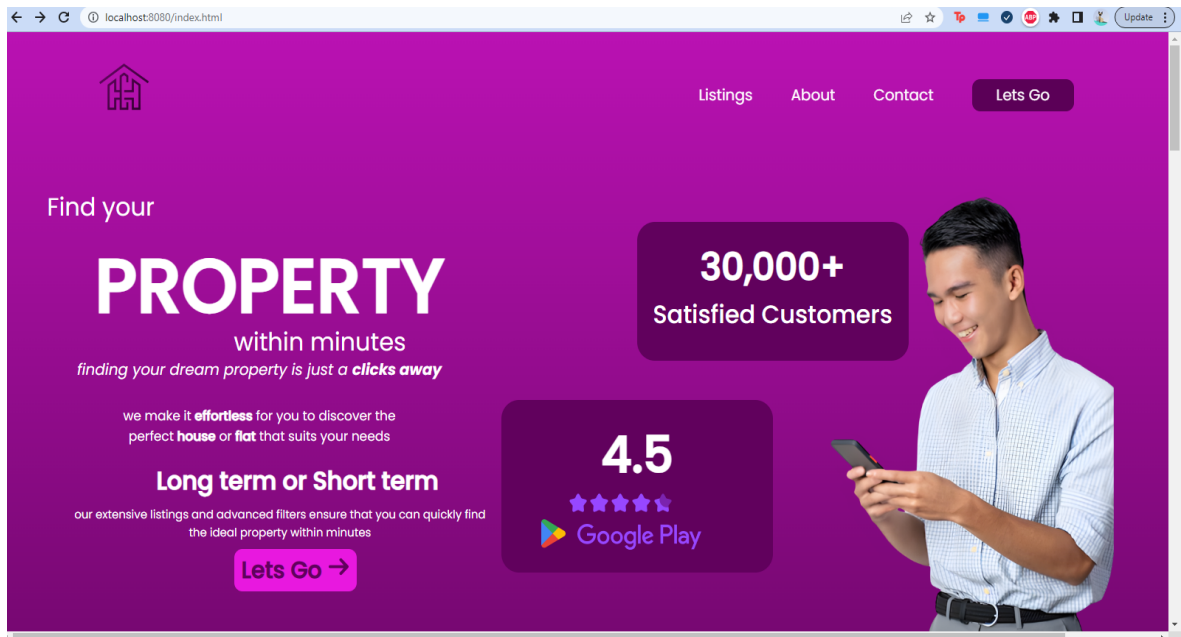 localhost:8080/index.html
Tp
ABP
Update
Listings
About
Contact
Lets Go
Find your
PROPERTY
within minutes
finding your dream property is just a clicks away
we make it effortless for you to discover the
perfect house or flat that suits your needs
Long term or Short term
our extensive listings and advanced filters ensure that you can quickly find
the ideal property within minutes
Lets Go →
30,000+
Satisfied Customers
4.5
Google Play